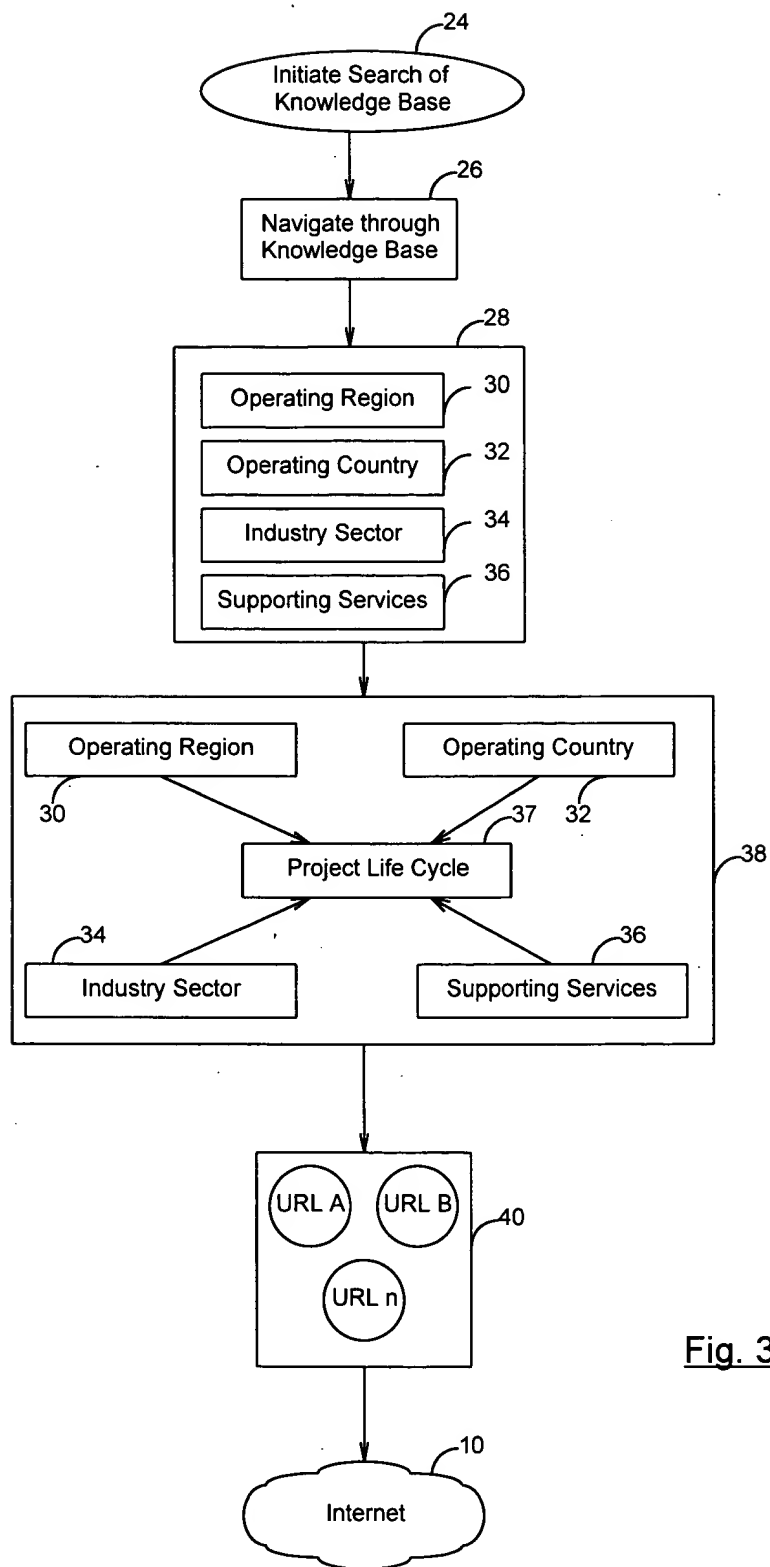 24
Initiate Search of
Knowledge Base
26
Navigate through
Knowledge Base
28
Operating Region
30
Operating Country
32
Industry Sector
34
Supporting Services
36
Operating Region
30
Operating Country
32
37
Project Life Cycle
38
34
Industry Sector
36
Supporting Services
URL A
URL B
40
URL n
Fig. 3
10
Internet